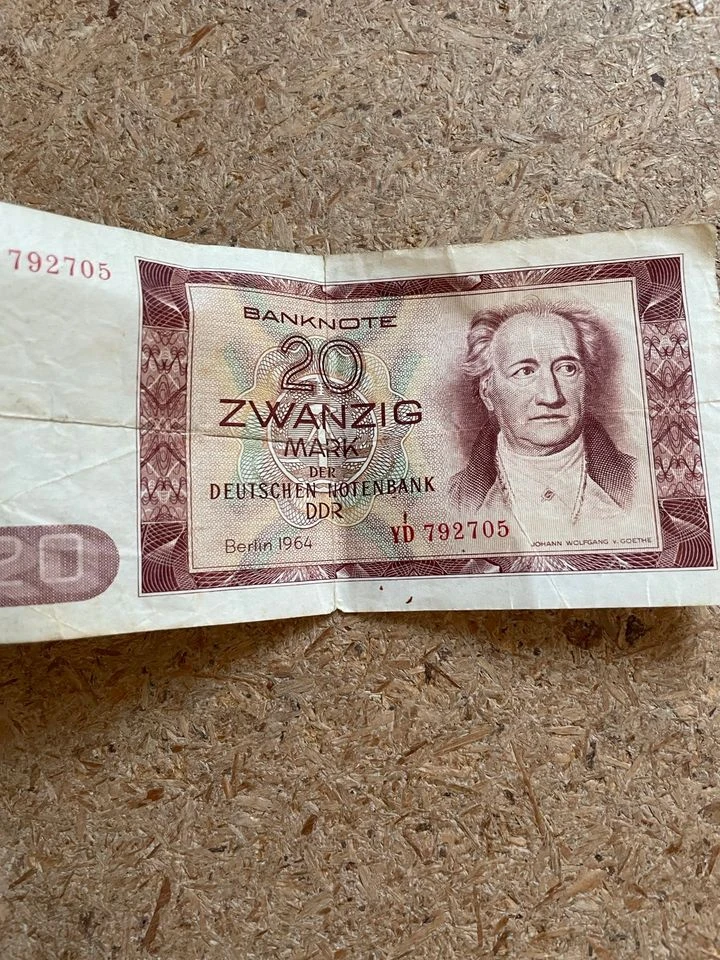 792705
BANKNOTE
20
ZWANZIG
MARK
DER
DEUTSCHEN NOTENBANK
DDR
Berlin 1964
YD 792705
JOHANN WOLFGANG v. GOETHE
20